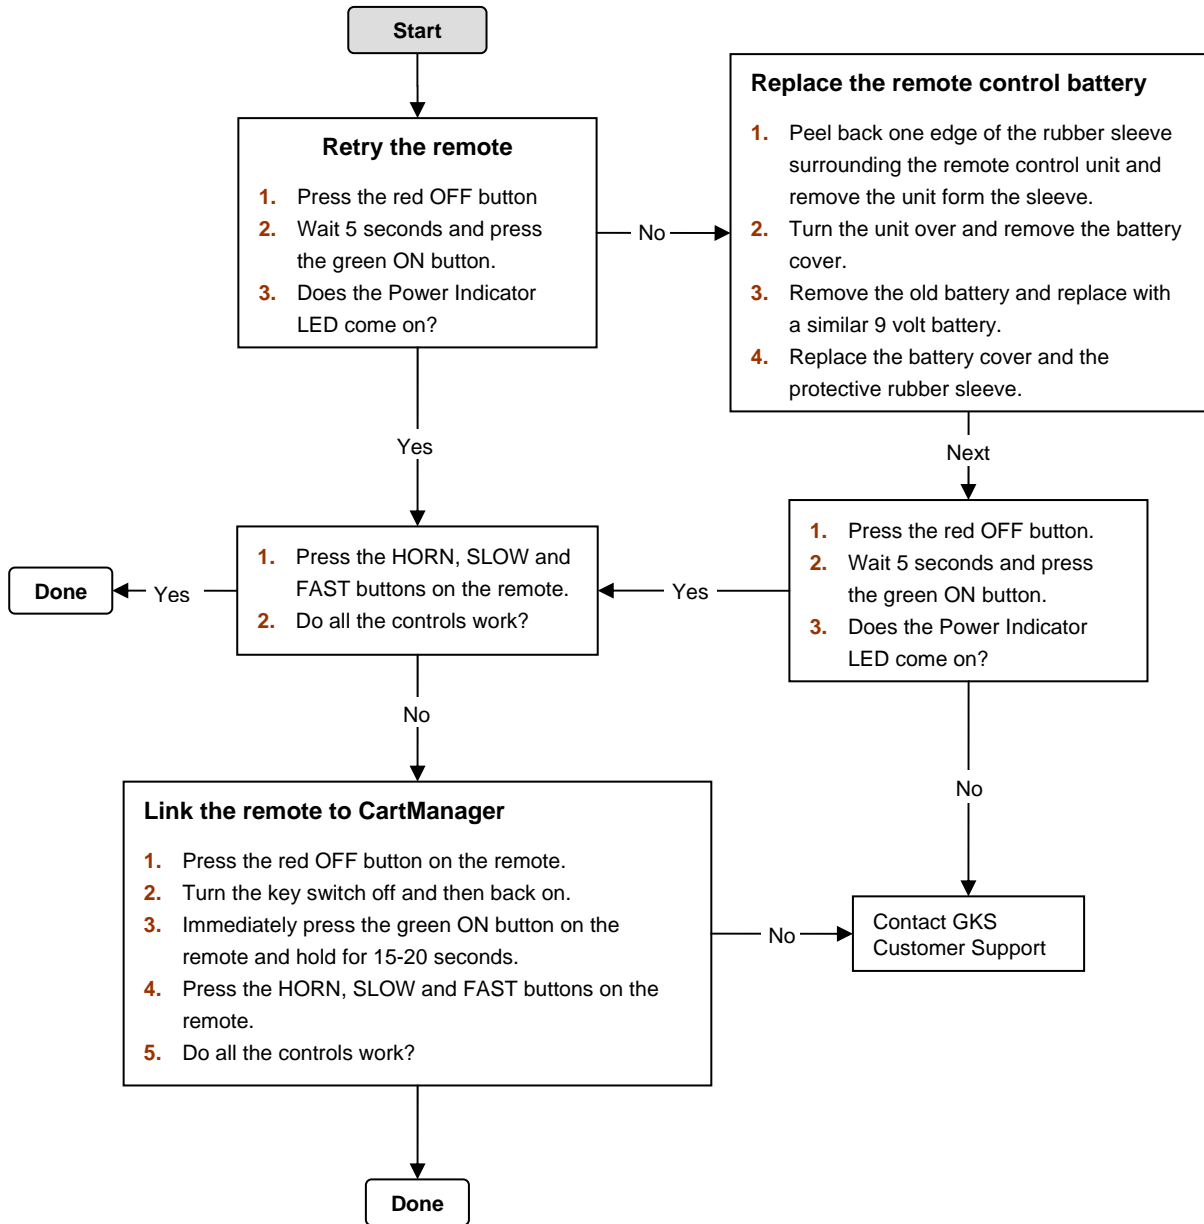 Start
Retry the remote
1. Press the red OFF button
2. Wait 5 seconds and press
the green ON button.
3. Does the Power Indicator
LED come on?
No
Replace the remote control battery
1. Peel back one edge of the rubber sleeve
surrounding the remote control unit and
remove the unit form the sleeve.
2. Turn the unit over and remove the battery
cover.
3. Remove the old battery and replace with
a similar 9 volt battery.
4. Replace the battery cover and the
protective rubber sleeve.
Yes
Next
Done
Yes
1. Press the HORN, SLOW and
FAST buttons on the remote.
2. Do all the controls work?
Yes
1. Press the red OFF button.
2. Wait 5 seconds and press
the green ON button.
3. Does the Power Indicator
LED come on?
No
No
Link the remote to CartManager
1. Press the red OFF button on the remote.
2. Turn the key switch off and then back on.
3. Immediately press the green ON button on the
remote and hold for 15-20 seconds.
4. Press the HORN, SLOW and FAST buttons on the
remote.
5. Do all the controls work?
No
Contact GKS
Customer Support
Done